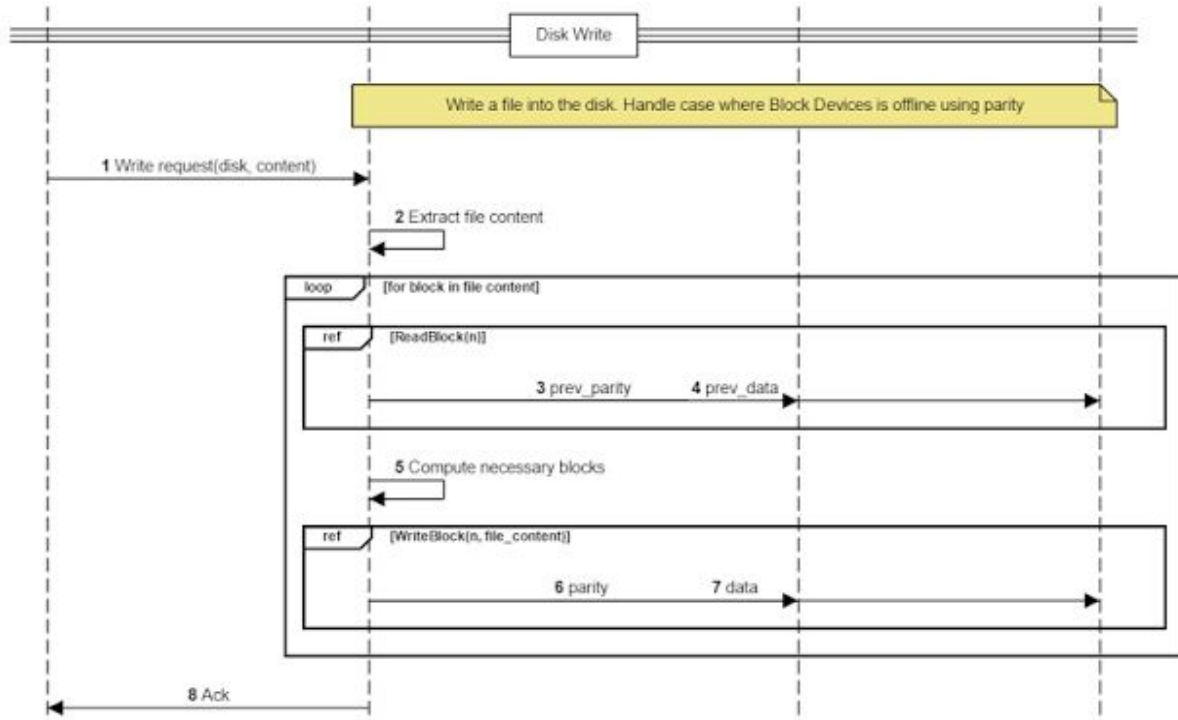 Disk Write
Write a file into the disk. Handle case where Block Devices is offline using parity
1 Write request(disk, content)
2 Extract file content
loop [for block in file content]
ref [ReadBlock(n)]
3 prev_parity 4 prev_data
5 Compute necessary blocks
ref [WriteBlock(n, file_content)]
6 parity 7 data
8 Ack